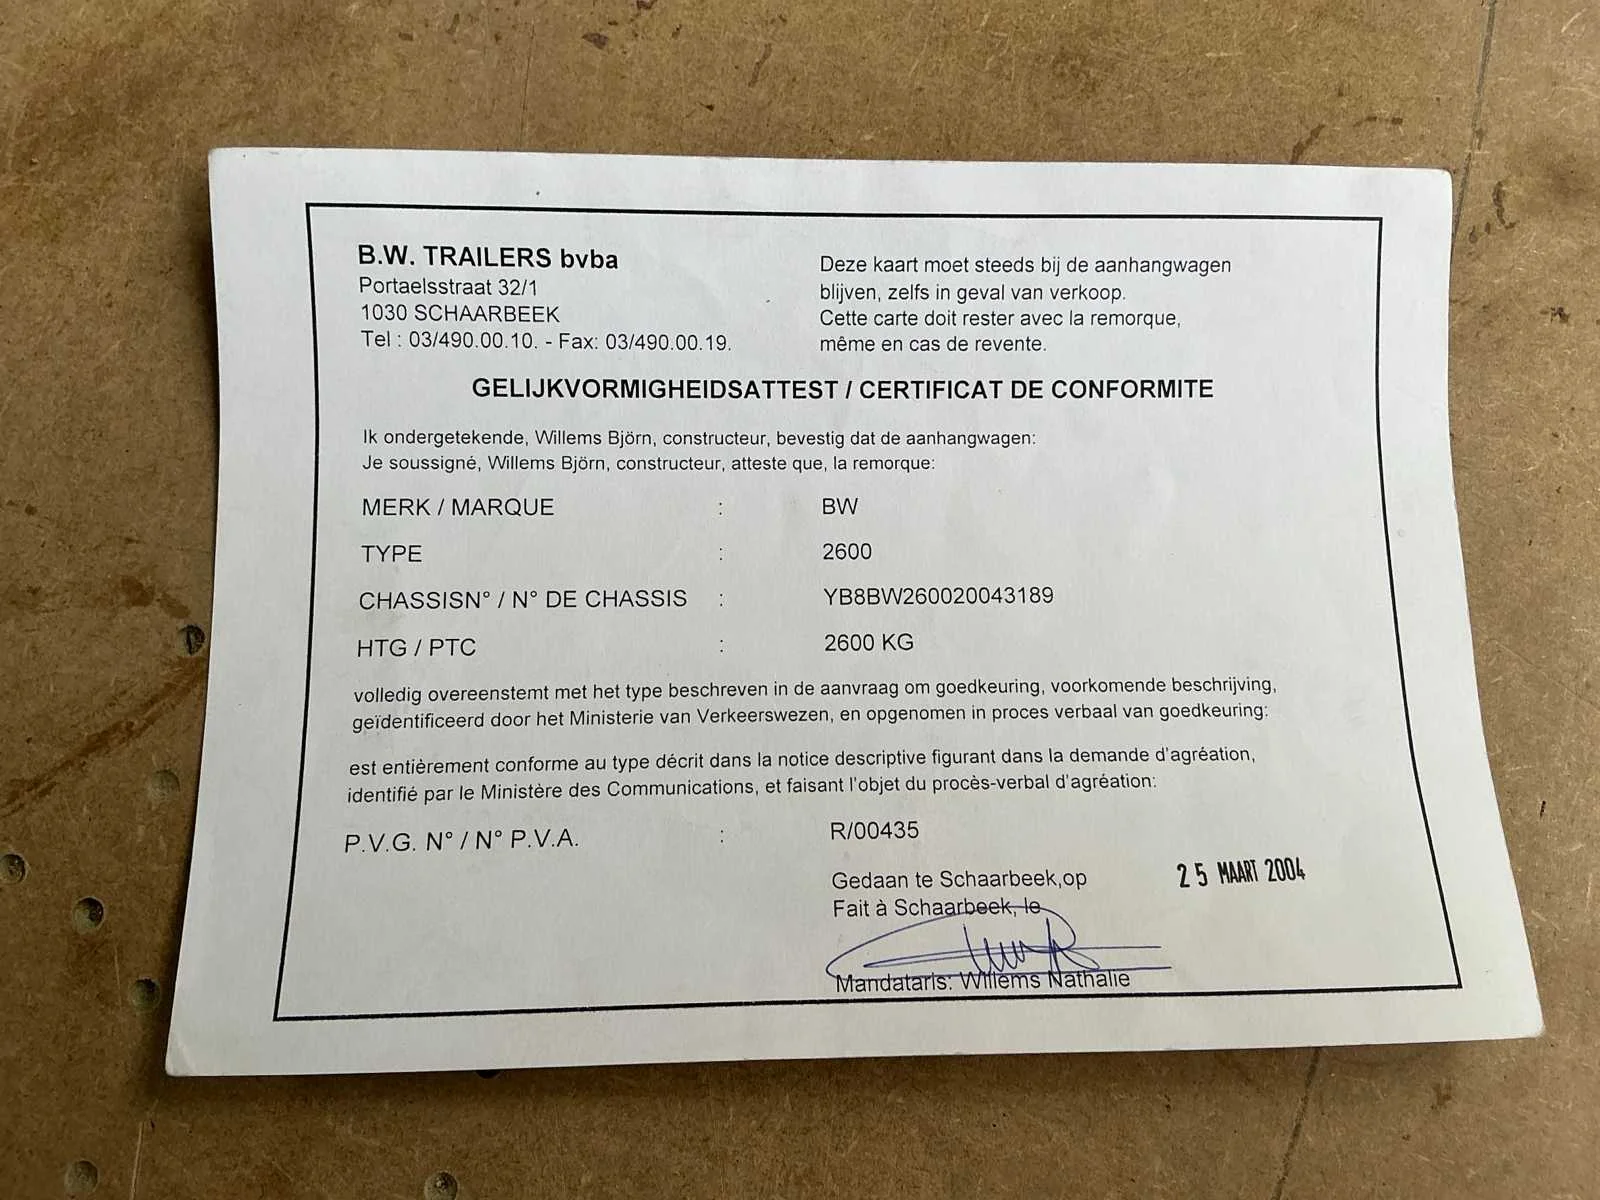 B.W. TRAILERS bvba
Portaelsstraat 32/1
1030 SCHAARBEEK
Tel : 03/490.00.10. - Fax: 03/490.00.19.
Deze kaart moet steeds bij de aanhangwagen
blijven, zelfs in geval van verkoop.
Cette carte doit rester avec la remorque,
même en cas de revente.
GELIJKVORMIGHEIDSATTEST / CERTIFICAT DE CONFORMITE
Ik ondergetekende, Willems Björn, constructeur, bevestig dat de aanhangwagen:
Je soussigné, Willems Björn, constructeur, atteste que, la remorque:
MERK / MARQUE : BW
TYPE : 2600
CHASSISN° / N° DE CHASSIS : YB8BW260020043189
HTG / PTC : 2600 KG
volledig overeenstemt met het type beschreven in de aanvraag om goedkeuring, voorkomende beschrijving,
geïdentificeerd door het Ministerie van Verkeerswezen, en opgenomen in proces verbaal van goedkeuring:
est entièrement conforme au type décrit dans la notice descriptive figurant dans la demande d'agréation,
identifié par le Ministère des Communications, et faisant l'objet du procès-verbal d'agréation:
P.V.G. N° / N° P.V.A. : R/00435
Gedaan te Schaarbeek,op 25 MAART 2004
Fait à Schaarbeek, le
Mandataris: Willems Nathalie